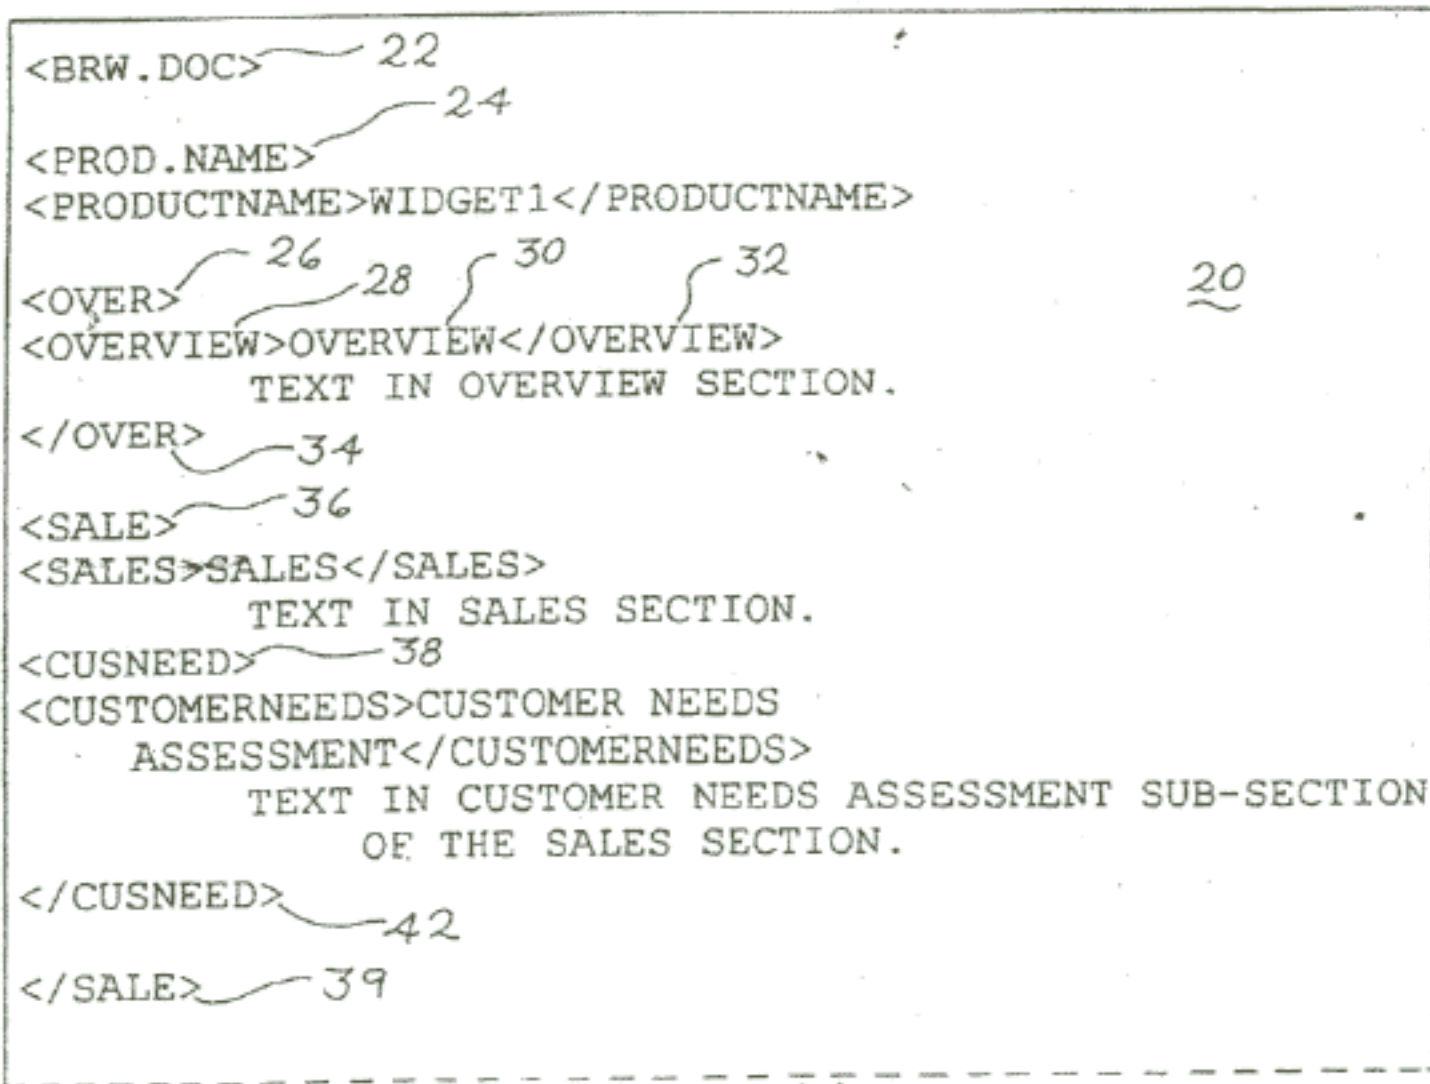 <BRW.DOC> 22
24
<PROD.NAME>
<PRODUCTNAME>WIDGET1</PRODUCTNAME>
26 28 30 32 20
<OVER>
<OVERVIEW>OVERVIEW</OVERVIEW>
TEXT IN OVERVIEW SECTION.
</OVER> 34
<SALE> 36
<SALES>SALES</SALES>
TEXT IN SALES SECTION.
<CUSNEED> 38
<CUSTOMERNEEDS>CUSTOMER NEEDS
ASSESSMENT</CUSTOMERNEEDS>
TEXT IN CUSTOMER NEEDS ASSESSMENT SUB-SECTION
OF THE SALES SECTION.
</CUSNEED> 42
</SALE> 39